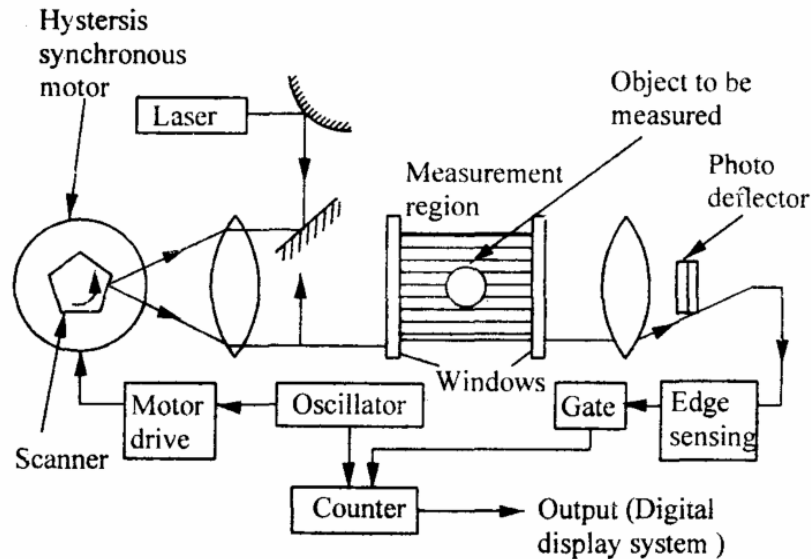 Hystersis
synchronous
motor
Laser
Object to be
measured
Measurement
region
Photo
deflector
Windows
Motor
drive
Oscillator
Gate
Edge
sensing
Scanner
Counter
Output (Digital
display system )